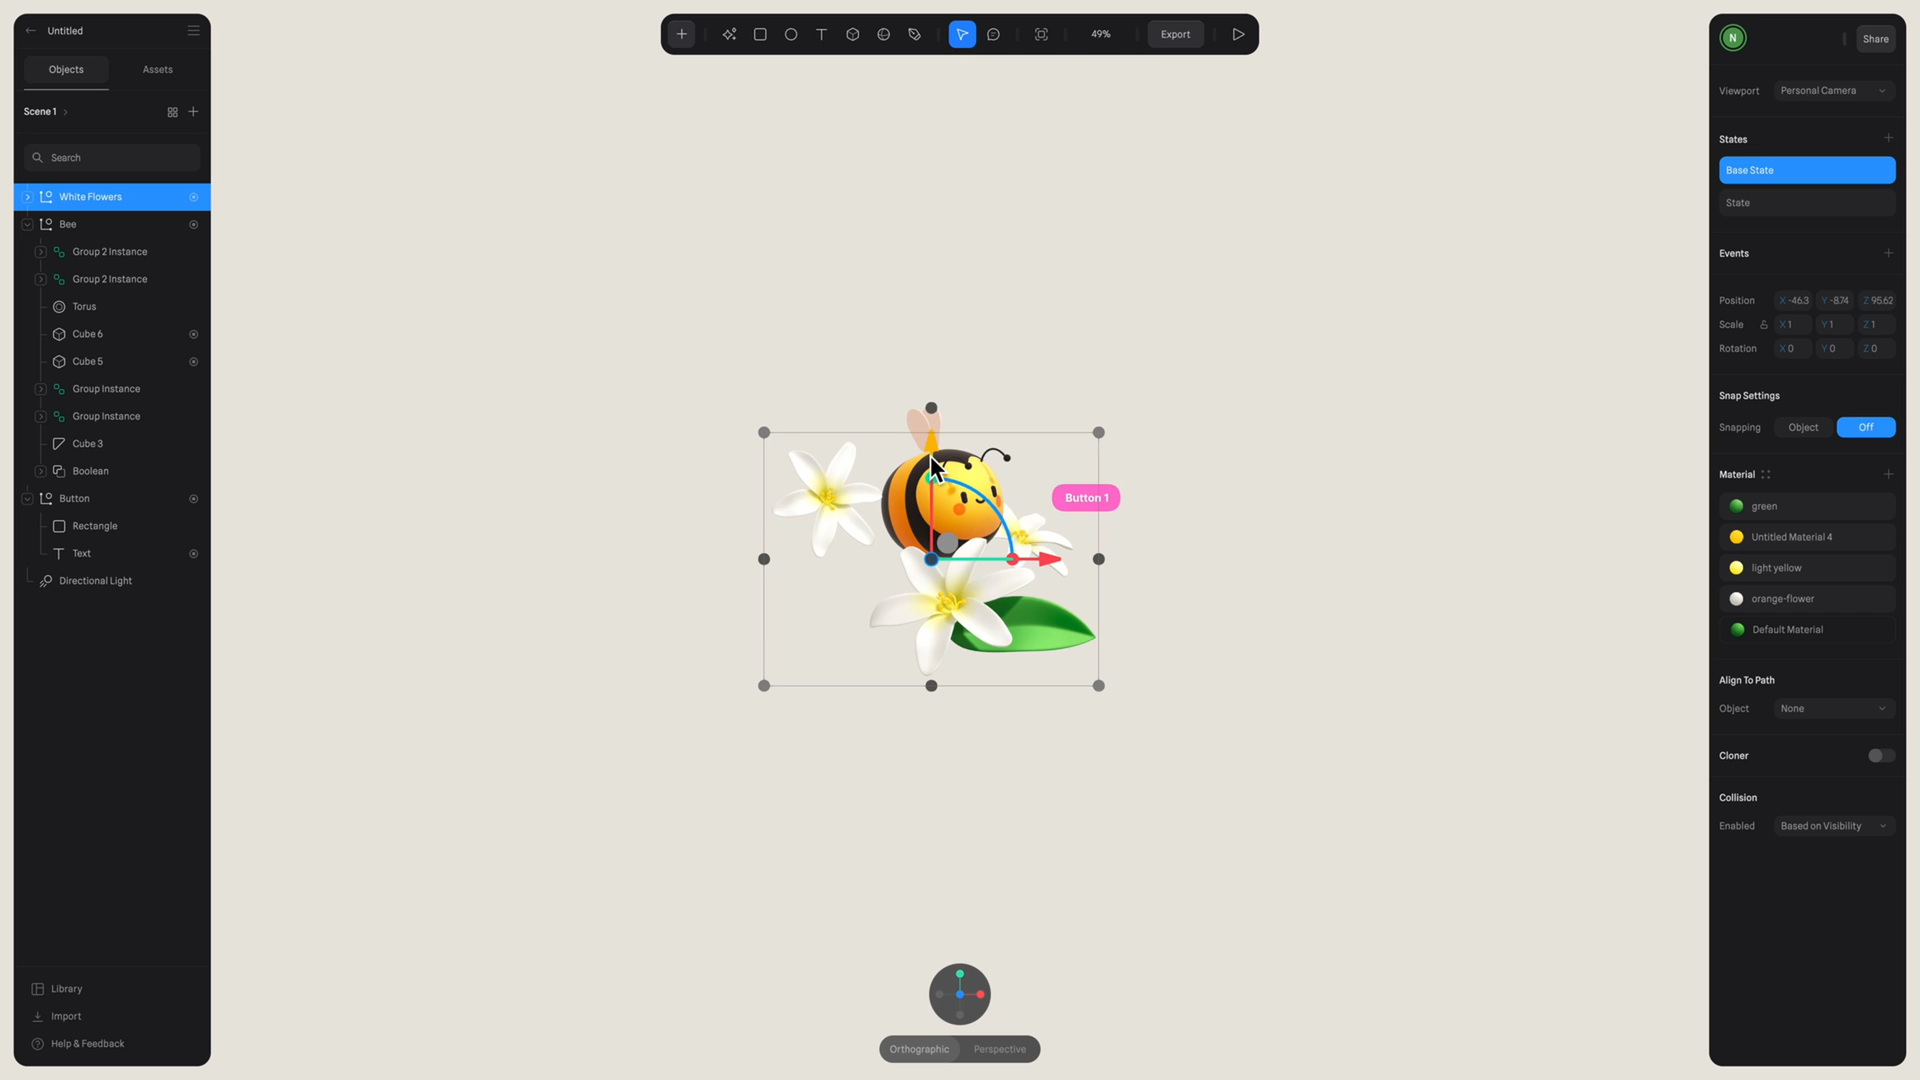 Untitled
Objects
Assets
Scene 1
Search
White Flowers
Bee
Group 2 Instance
Group 2 Instance
Torus
Cube 6
Cube 5
Group Instance
Group Instance
Cube 3
Boolean
Button
Rectangle
Text
Directional Light
Library
Import
Help & Feedback
49%
Export
Button 1
Orthographic
Perspective
N
Share
Viewport
Personal Camera
States
Base State
State
Events
Position X -46.3 Y -8.74 Z 95.62
Scale X 1 Y 1 Z 1
Rotation X 0 Y 0 Z 0
Snap Settings
Snapping Object Off
Material
green
Untitled Material 4
light yellow
orange-flower
Default Material
Align To Path
Object None
Cloner
Collision
Enabled Based on Visibility